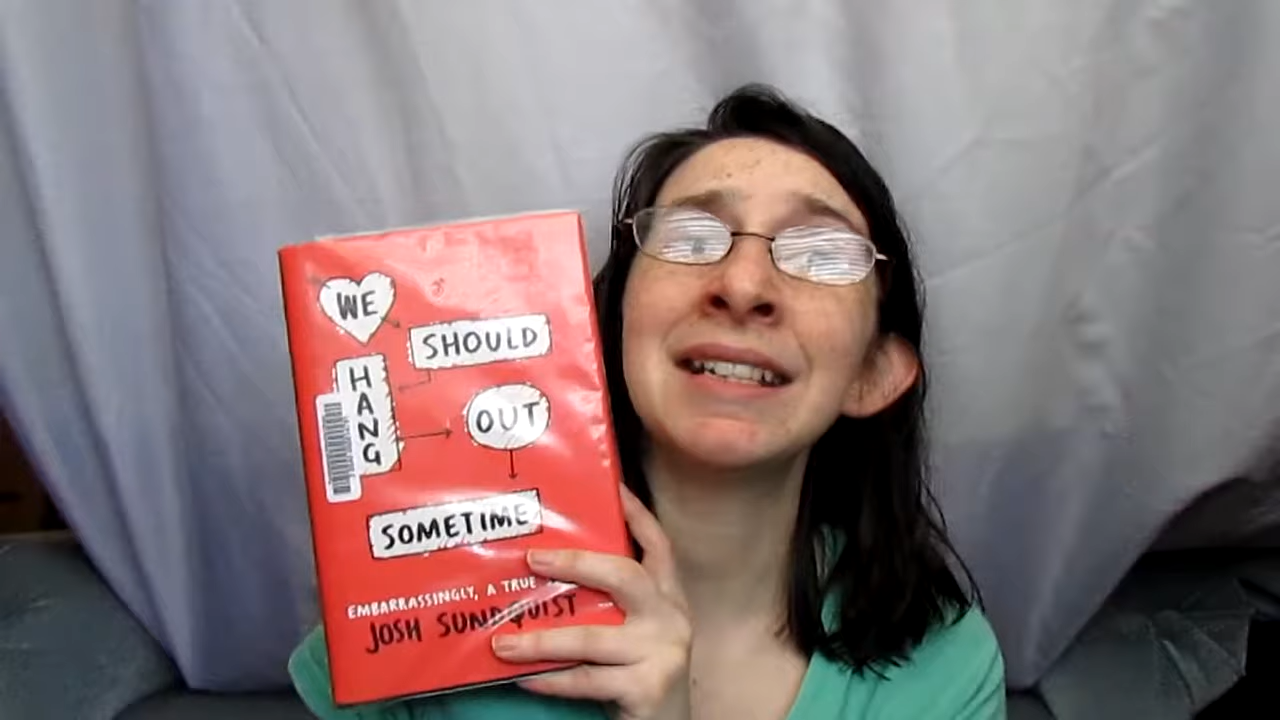 WE
SHOULD
HANG
OUT
SOMETIME
EMBARRASSINGLY, A TRUE
JOSH SUNDQUIST